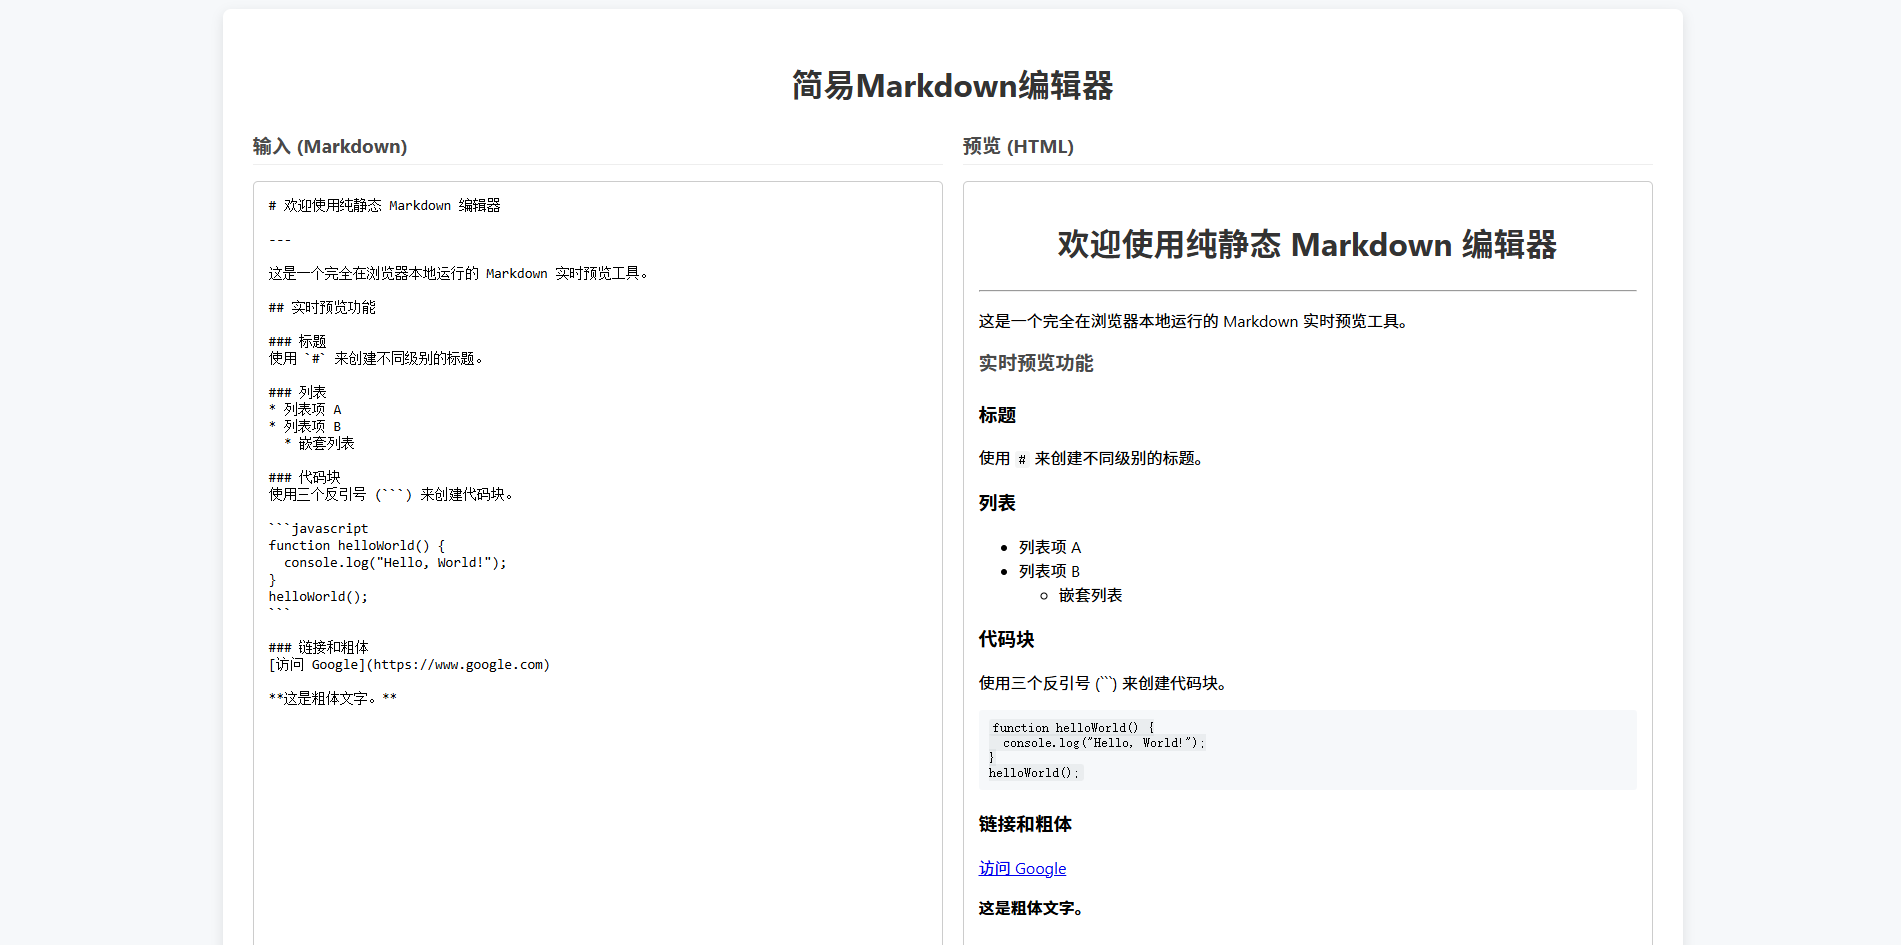 简易Markdown编辑器
输入 (Markdown)
# 欢迎使用纯静态 Markdown 编辑器
---
这是一个完全在浏览器本地运行的 Markdown 实时预览工具。
## 实时预览功能
### 标题
使用 `#` 来创建不同级别的标题。
### 列表
* 列表项 A
* 列表项 B
  * 嵌套列表
### 代码块
使用三个反引号 (```) 来创建代码块。
```javascript
function helloWorld() {
  console.log("Hello, World!");
}
helloWorld();
```
### 链接和粗体
[访问 Google](https://www.google.com)
**这是粗体文字。**
预览 (HTML)
欢迎使用纯静态 Markdown 编辑器
这是一个完全在浏览器本地运行的 Markdown 实时预览工具。
实时预览功能
标题
使用 # 来创建不同级别的标题。
列表
• 列表项 A
• 列表项 B
◦ 嵌套列表
代码块
使用三个反引号 (```) 来创建代码块。
function helloWorld() {
  console.log("Hello, World!");
}
helloWorld();
链接和粗体
访问 Google
这是粗体文字。